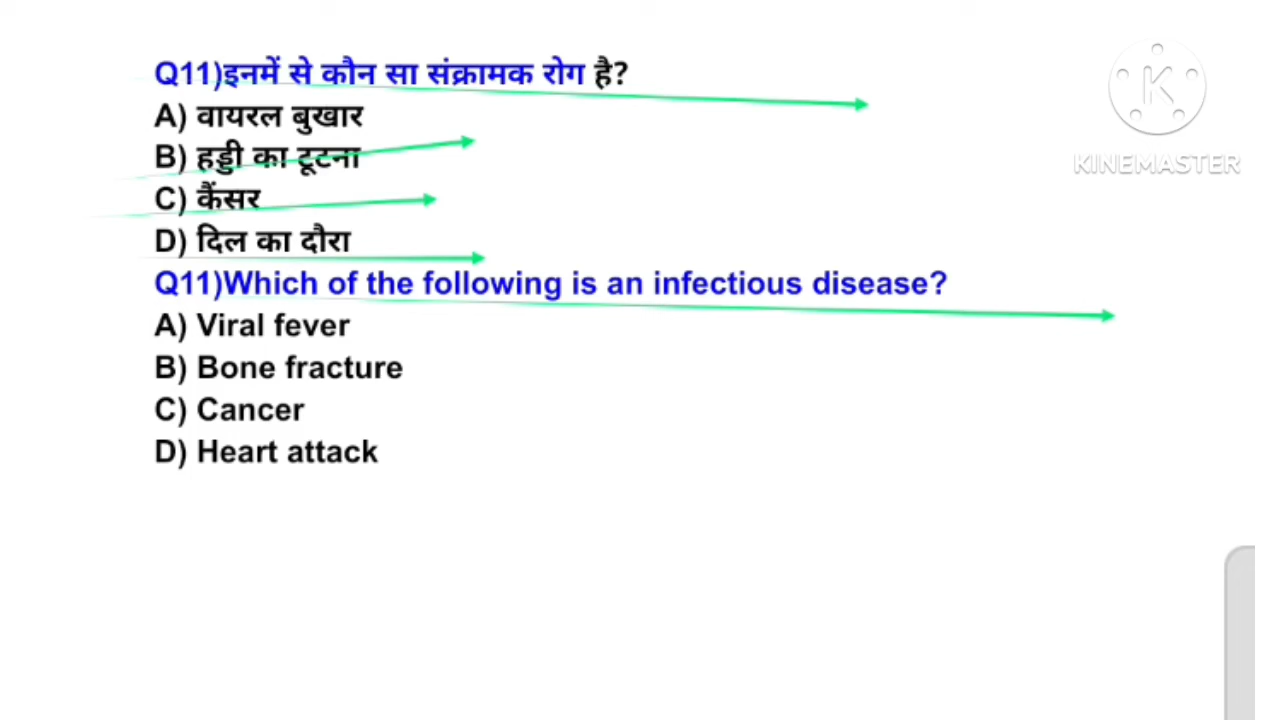 Q11)इनमें से कौन सा संक्रामक रोग है?
A) वायरल बुखार
B) हड्डी का टूटना
C) कैंसर
D) दिल का दौरा
Q11)Which of the following is an infectious disease?
A) Viral fever
B) Bone fracture
C) Cancer
D) Heart attack
K
KINEMASTER